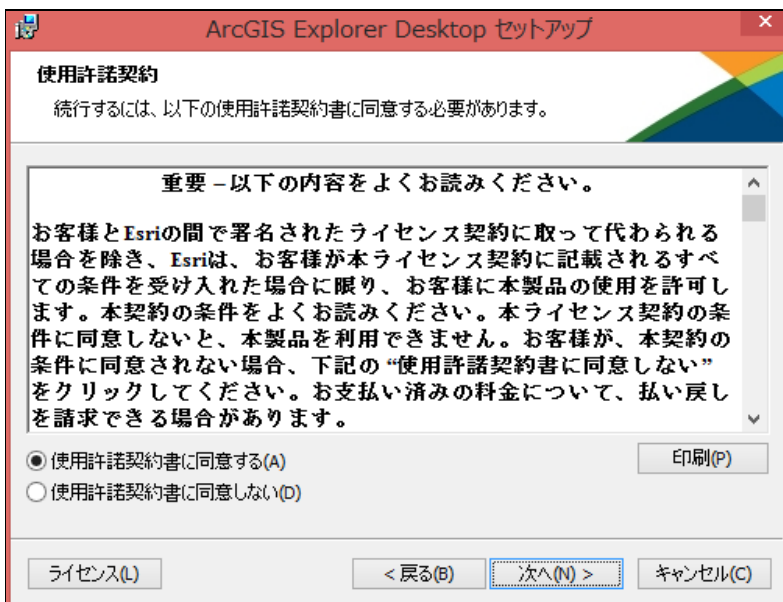 ArcGIS Explorer Desktop セットアップ
使用許諾契約
続行するには、以下の使用許諾契約書に同意する必要があります。
重要 – 以下の内容をよくお読みください。
お客様とEsriの間で署名されたライセンス契約に取って代わられる
場合を除き、Esriは、お客様が本ライセンス契約に記載されるすべ
ての条件を受け入れた場合に限り、お客様に本製品の使用を許可し
ます。本契約の条件をよくお読みください。本ライセンス契約の条
件に同意しないと、本製品を利用できません。お客様が、本契約の
条件に同意されない場合、下記の “使用許諾契約書に同意しない”
をクリックしてください。お支払い済みの料金について、払い戻し
を請求できる場合があります。
使用許諾契約書に同意する(A)
印刷(P)
使用許諾契約書に同意しない(D)
ライセンス(L)
< 戻る(B)
次へ(N) >
キャンセル(C)